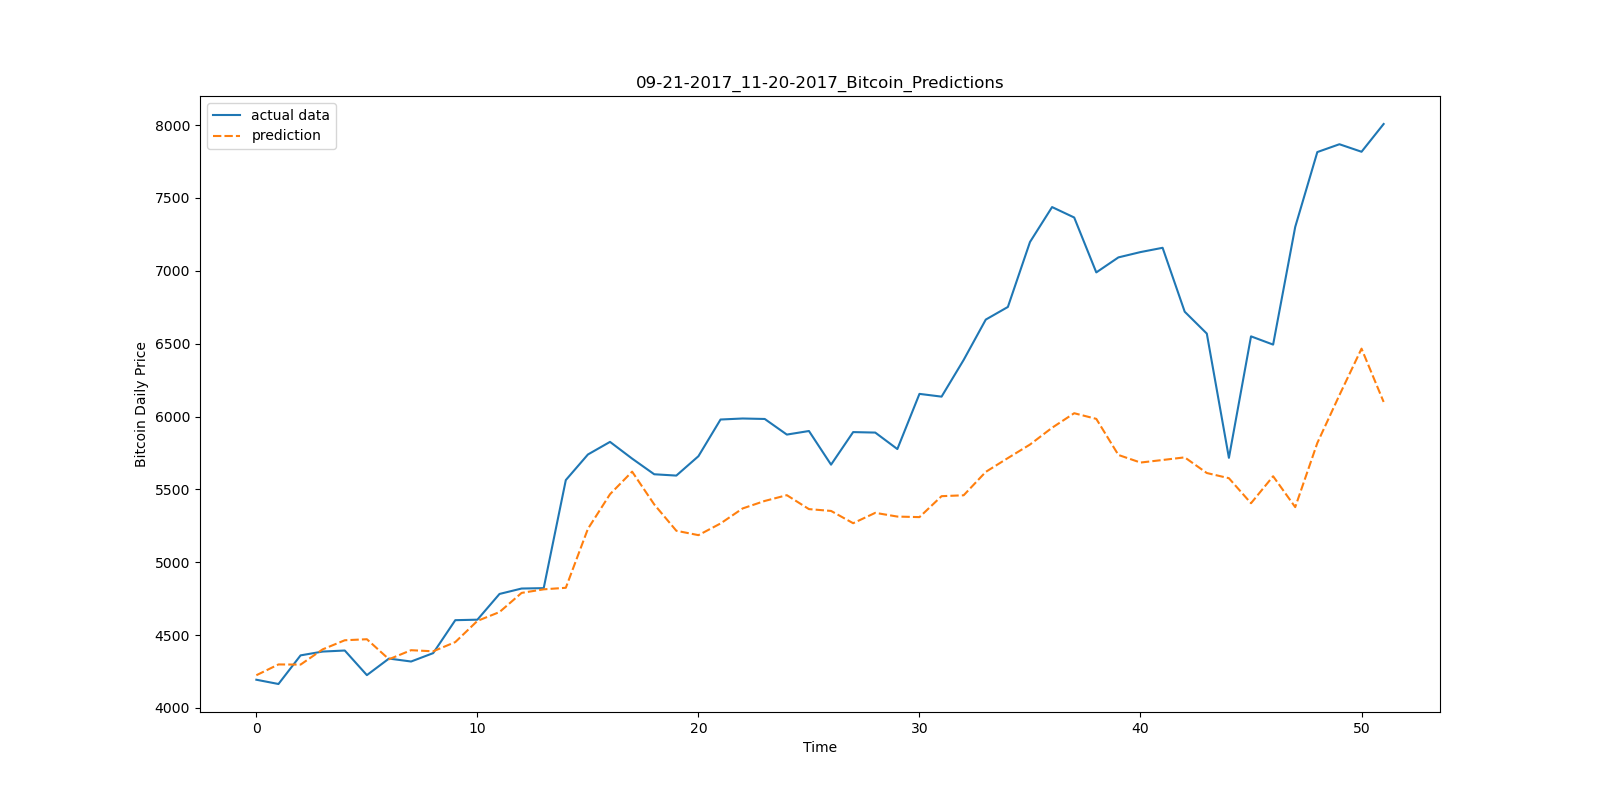 09-21-2017_11-20-2017_Bitcoin_Predictions
actual data
prediction
8000
7500
7000
6500
6000
5500
5000
4500
4000
Bitcoin Daily Price
0 10 20 30 40 50
Time